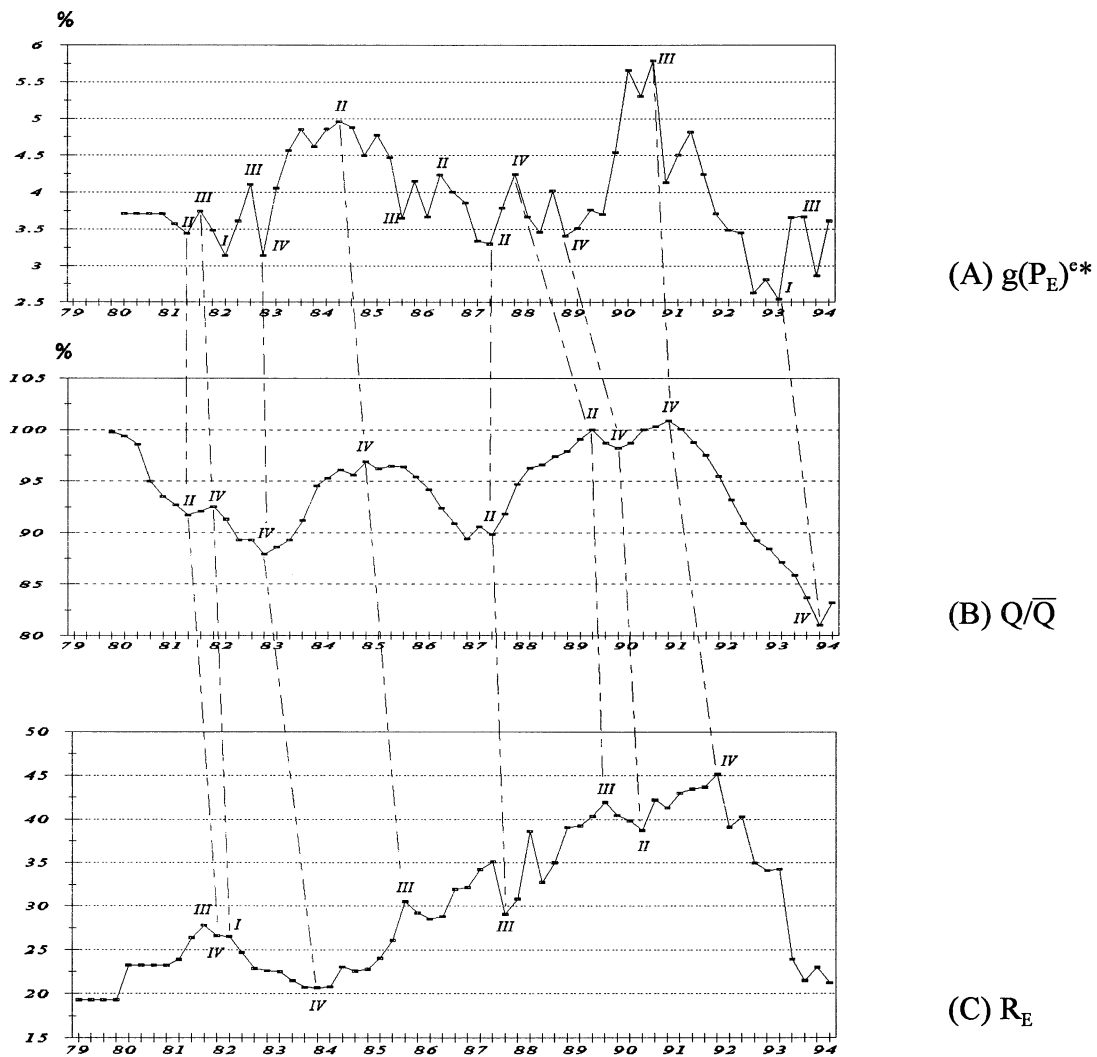 %
6
5.5
5
4.5
4
3.5
3
2.5
II III I III IV II III II II IV IV III I III
79 80 81 82 83 84 85 86 87 88 89 90 91 92 93 94
(A) g(P_E)^e*
%
105
100
95
90
85
80
II IV IV IV II II IV IV IV
79 80 81 82 83 84 85 86 87 88 89 90 91 92 93 94
(B) Q/Q̅
50
45
40
35
30
25
20
15
III IV I IV III III III II IV
79 80 81 82 83 84 85 86 87 88 89 90 91 92 93 94
(C) R_E